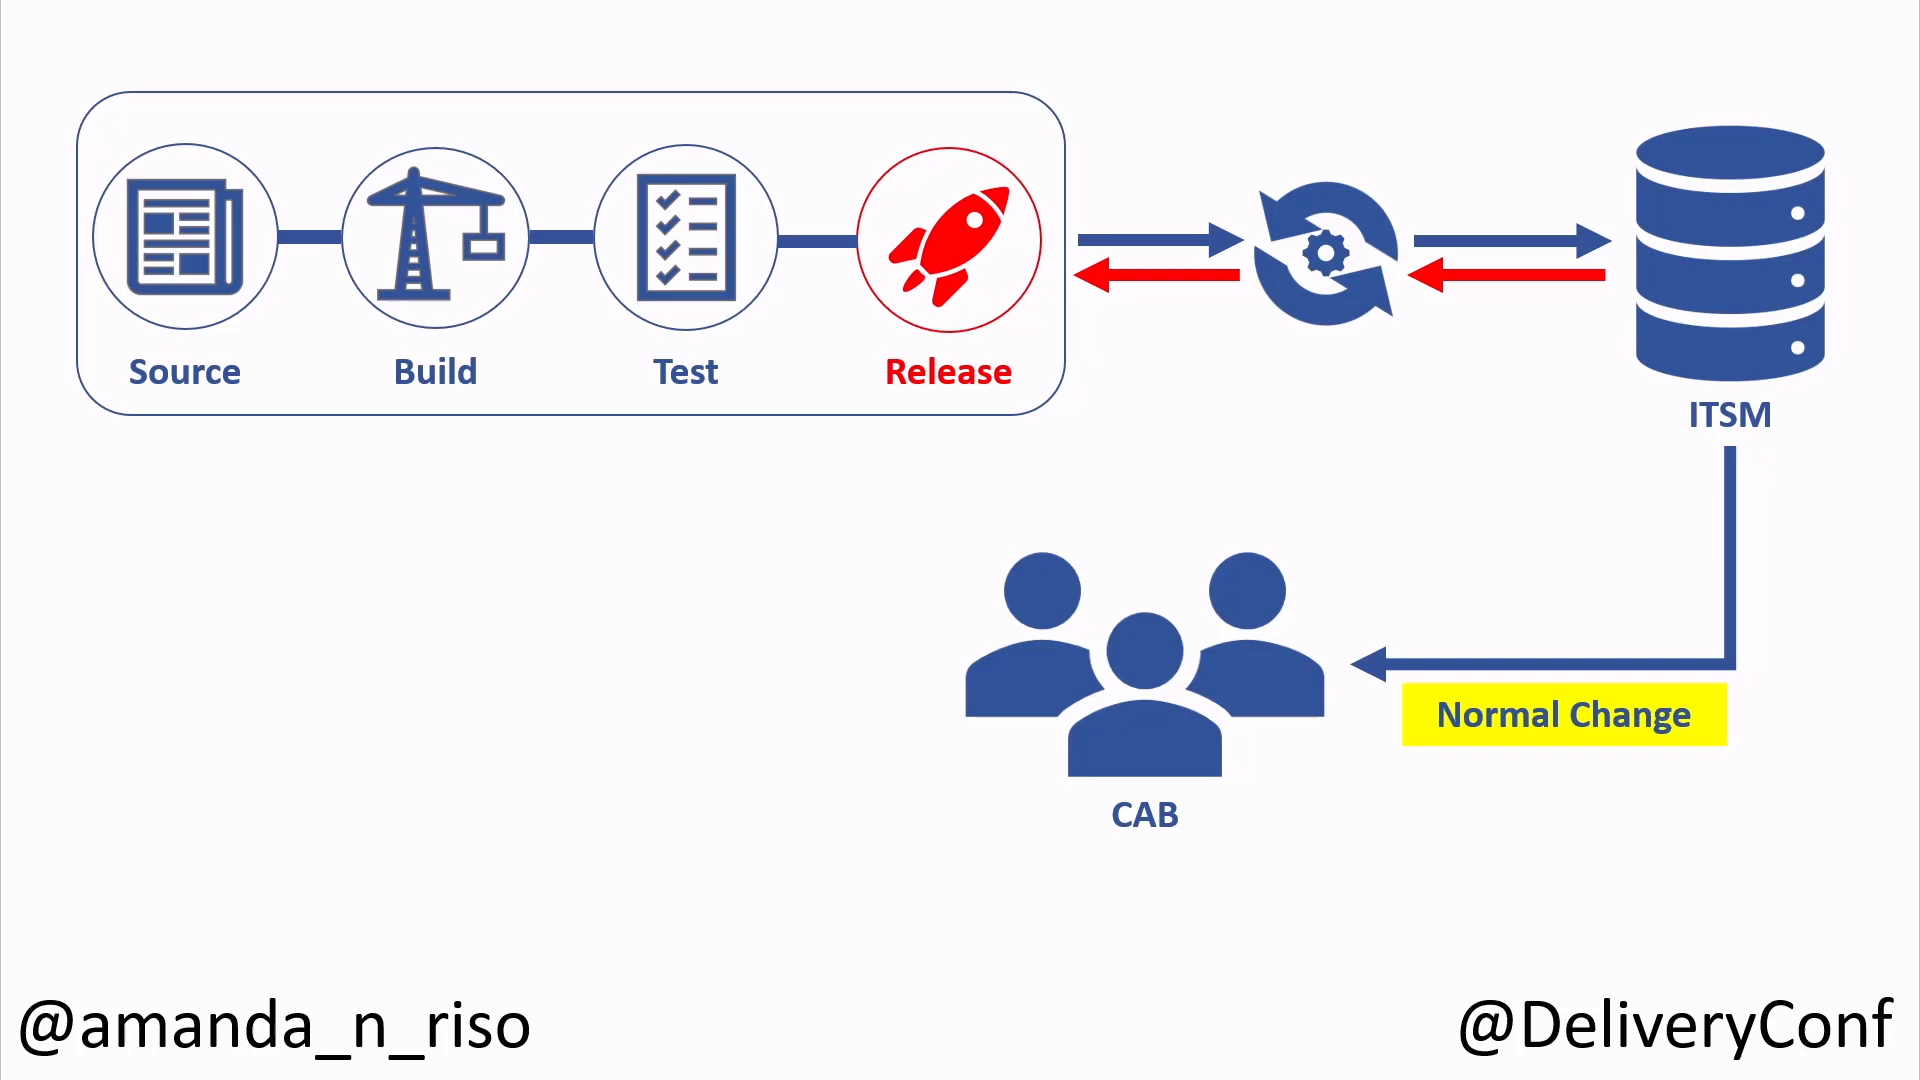 Source
Build
Test
Release
ITSM
Normal Change
CAB
@amanda_n_riso
@DeliveryConf